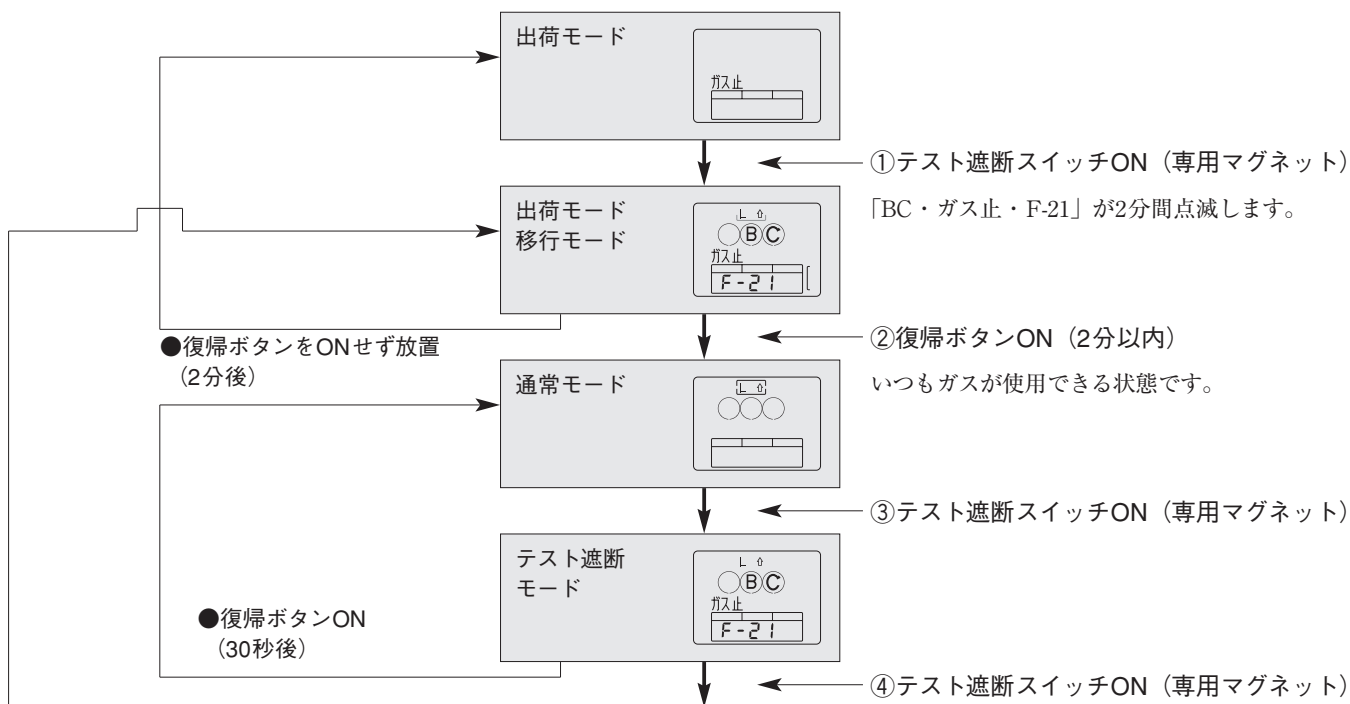 出荷モード
ガス止
①テスト遮断スイッチON（専用マグネット）
「BC・ガス止・F-21」が2分間点滅します。
出荷モード
移行モード
L ⇧
BC
ガス止
F-21
●復帰ボタンをONせず放置
（2分後）
②復帰ボタンON（2分以内）
いつもガスが使用できる状態です。
通常モード
L ⇧
③テスト遮断スイッチON（専用マグネット）
テスト遮断
モード
L ⇧
BC
ガス止
F-21
●復帰ボタンON
（30秒後）
④テスト遮断スイッチON（専用マグネット）